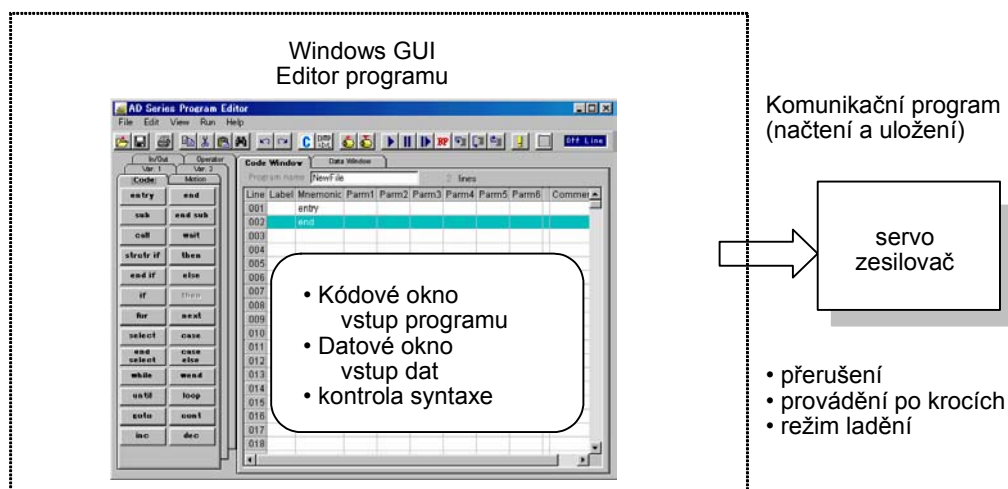 Windows GUI
Editor programu
AD Series Program Editor
File Edit View Run Help
C
RP
Off Line
In/Out Operator
Var. 1 Var. 2
Code Motion
Code Window Data Window
Program name NewFile lines
Line Label Mnemonic Parm1 Parm2 Parm3 Parm4 Parm5 Parm6 Commen
entry end
sub end sub
call wait
strctr if then
end if else
if then
for next
select case
end select case else
while wend
until loop
goto cont
inc dec
001 entry
002 end
003
004
005
006
007
008
009
010
011
012
013
014
015
016
017
018
• Kódové okno
vstup programu
• Datové okno
vstup dat
• kontrola syntaxe
Komunikační program
(načtení a uložení)
servo
zesilovač
• přerušení
• provádění po krocích
• režim ladění